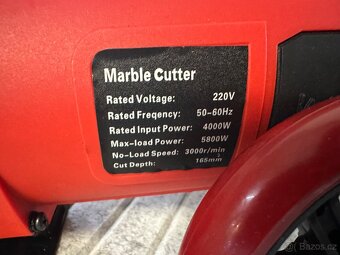 Marble Cutter
Rated Voltage: 220V
Rated Freqency: 50-60Hz
Rated Input Power: 4000W
Max-load Power: 5800W
No-Load Speed: 3000r/min
Cut Depth: 165mm
Bazoš.cz